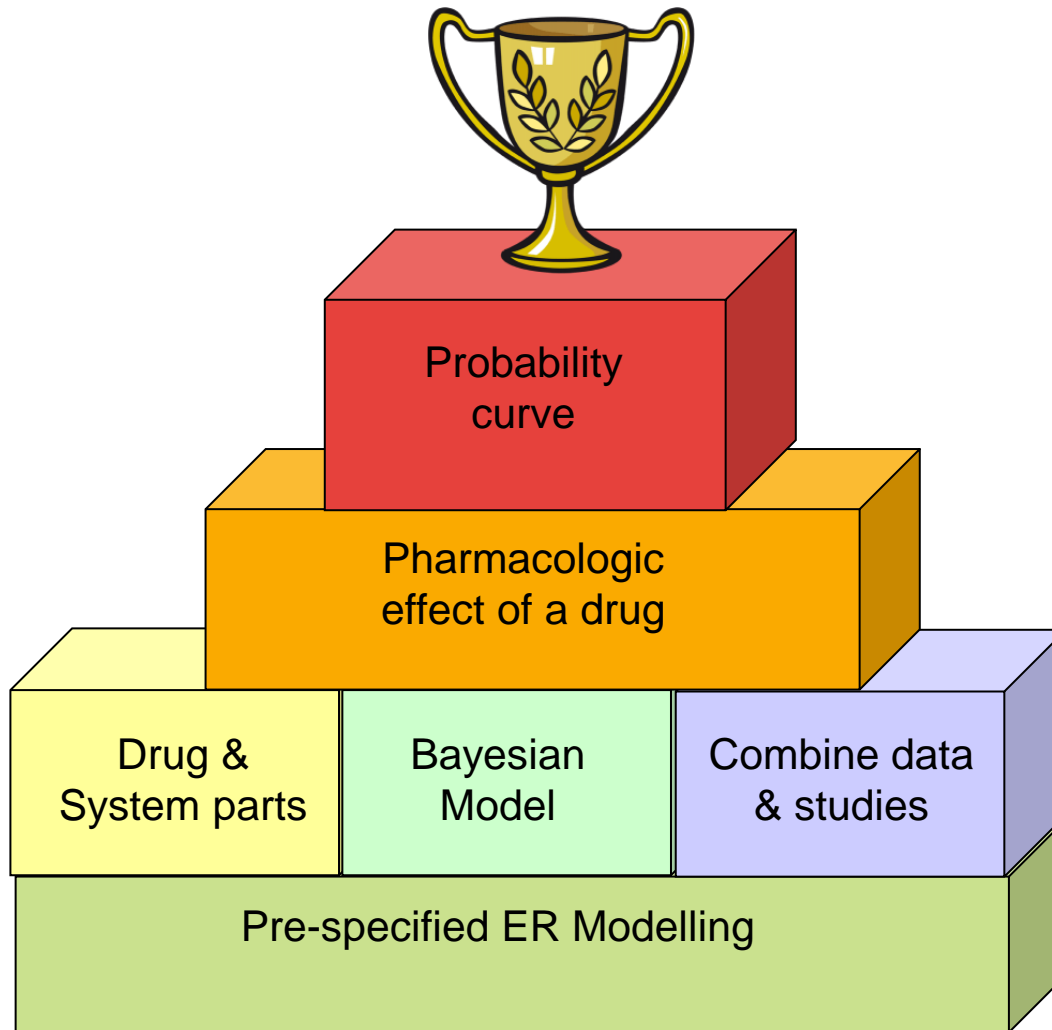 Probability
curve
Pharmacologic
effect of a drug
Drug &
System parts
Bayesian
Model
Combine data
& studies
Pre-specified ER Modelling